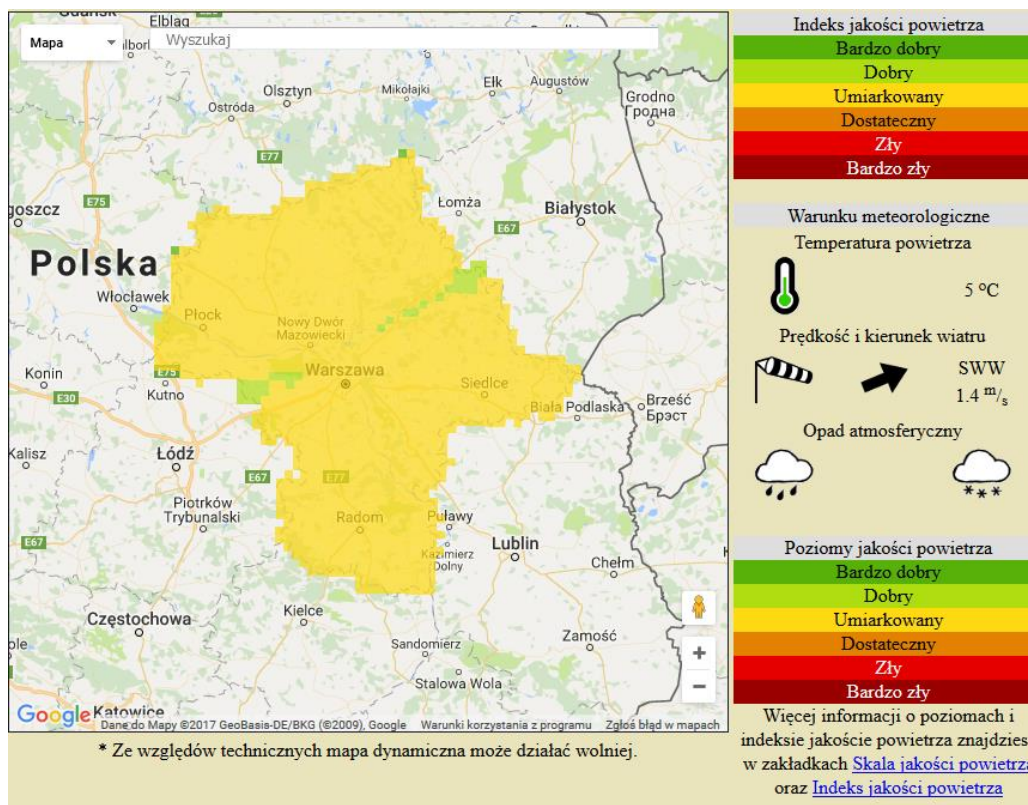 Gdańsk
Elbląg
Mapa
Wyszukaj
Olsztyn
Mikołajki
Ełk
Augustów
Ostróda
Grodno
Гродна
E77
E75
Łomża
goszcz
Białystok
E67
Polska
Włocławek
Płock
Nowy Dwór
Mazowiecki
Warszawa
Siedlce
E75
Konin
Kutno
E30
Biała Podlaska
Brześć
Брэст
Kalisz
Łódź
E67
E77
Piotrków
Trybunalski
Radom
Puławy
E67
Kazimierz
Dolny
Lublin
Chełm
Kielce
Częstochowa
Zamość
ole
Sandomierz
Stalowa Wola
+
−
Google
Katowice
Dane do Mapy ©2017 GeoBasis-DE/BKG (©2009), Google
Warunki korzystania z programu
Zgłoś błąd w mapach
* Ze względów technicznych mapa dynamiczna może działać wolniej.
Indeks jakości powietrza
Bardzo dobry
Dobry
Umiarkowany
Dostateczny
Zły
Bardzo zły
Warunku meteorologiczne
Temperatura powietrza
5 °C
Prędkość i kierunek wiatru
SWW
1.4 m/s
Opad atmosferyczny
Poziomy jakości powietrza
Bardzo dobry
Dobry
Umiarkowany
Dostateczny
Zły
Bardzo zły
Więcej informacji o poziomach i
indeksie jakoście powietrza znajdzies
w zakładkach Skala jakości powietrza
oraz Indeks jakości powietrza